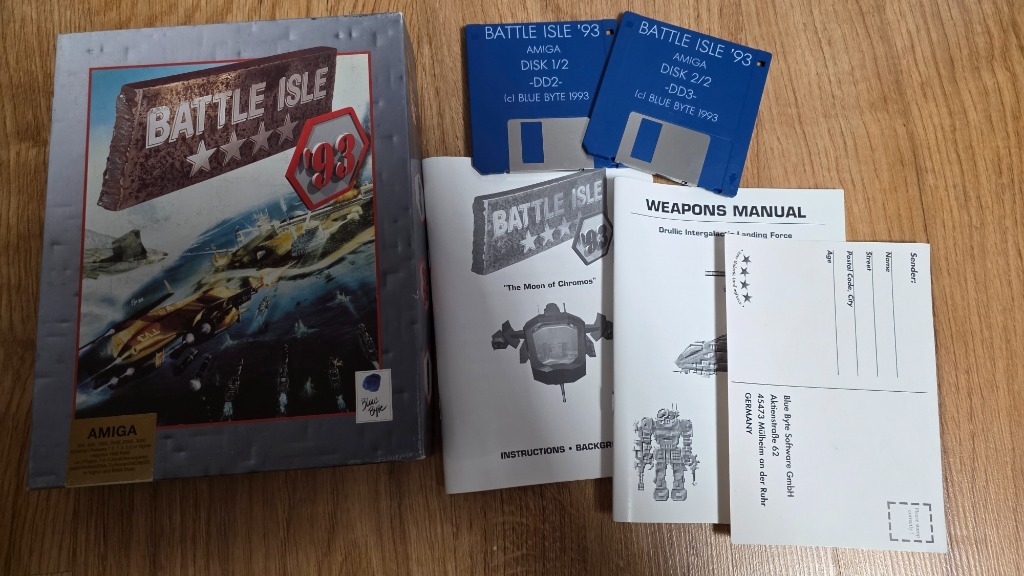 BATTLE ISLE
'93
Blue
Byte
AMIGA
BATTLE ISLE '93
AMIGA
DISK 1/2
-DD2-
(c) BLUE BYTE 1993
BATTLE ISLE '93
AMIGA
DISK 2/2
-DD3-
(c) BLUE BYTE 1993
BATTLE ISLE
'93
"The Moon of Chromos"
INSTRUCTIONS • BACKGR
WEAPONS MANUAL
Drullic Intergalactic Landing Force
Sender:
Name
Street
Postal Code, City
Age
Blue Byte Software GmbH
Aktienstraße 62
45473 Mülheim an der Ruhr
GERMANY
Please stamp